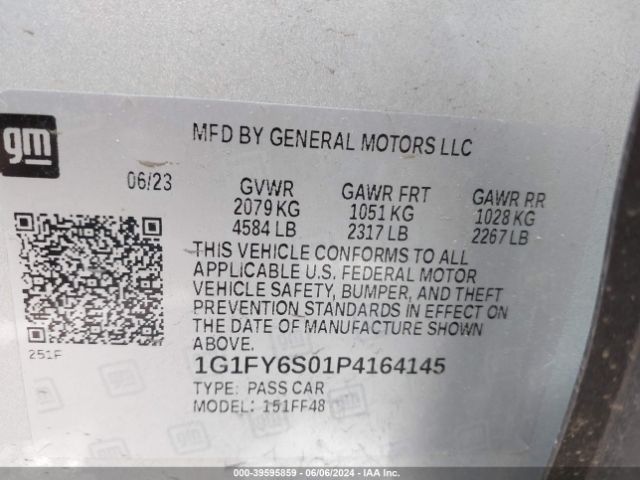 gm
MFD BY GENERAL MOTORS LLC
06/23
GVWR GAWR FRT GAWR RR
2079 KG 1051 KG 1028 KG
4584 LB 2317 LB 2267 LB
THIS VEHICLE CONFORMS TO ALL
APPLICABLE U.S. FEDERAL MOTOR
VEHICLE SAFETY, BUMPER, AND THEFT
PREVENTION STANDARDS IN EFFECT ON
THE DATE OF MANUFACTURE SHOWN
ABOVE.
251F
1G1FY6S01P4164145
TYPE: PASS CAR
MODEL: 151FF48
gm
000-39595859 - 06/06/2024 - IAA Inc.